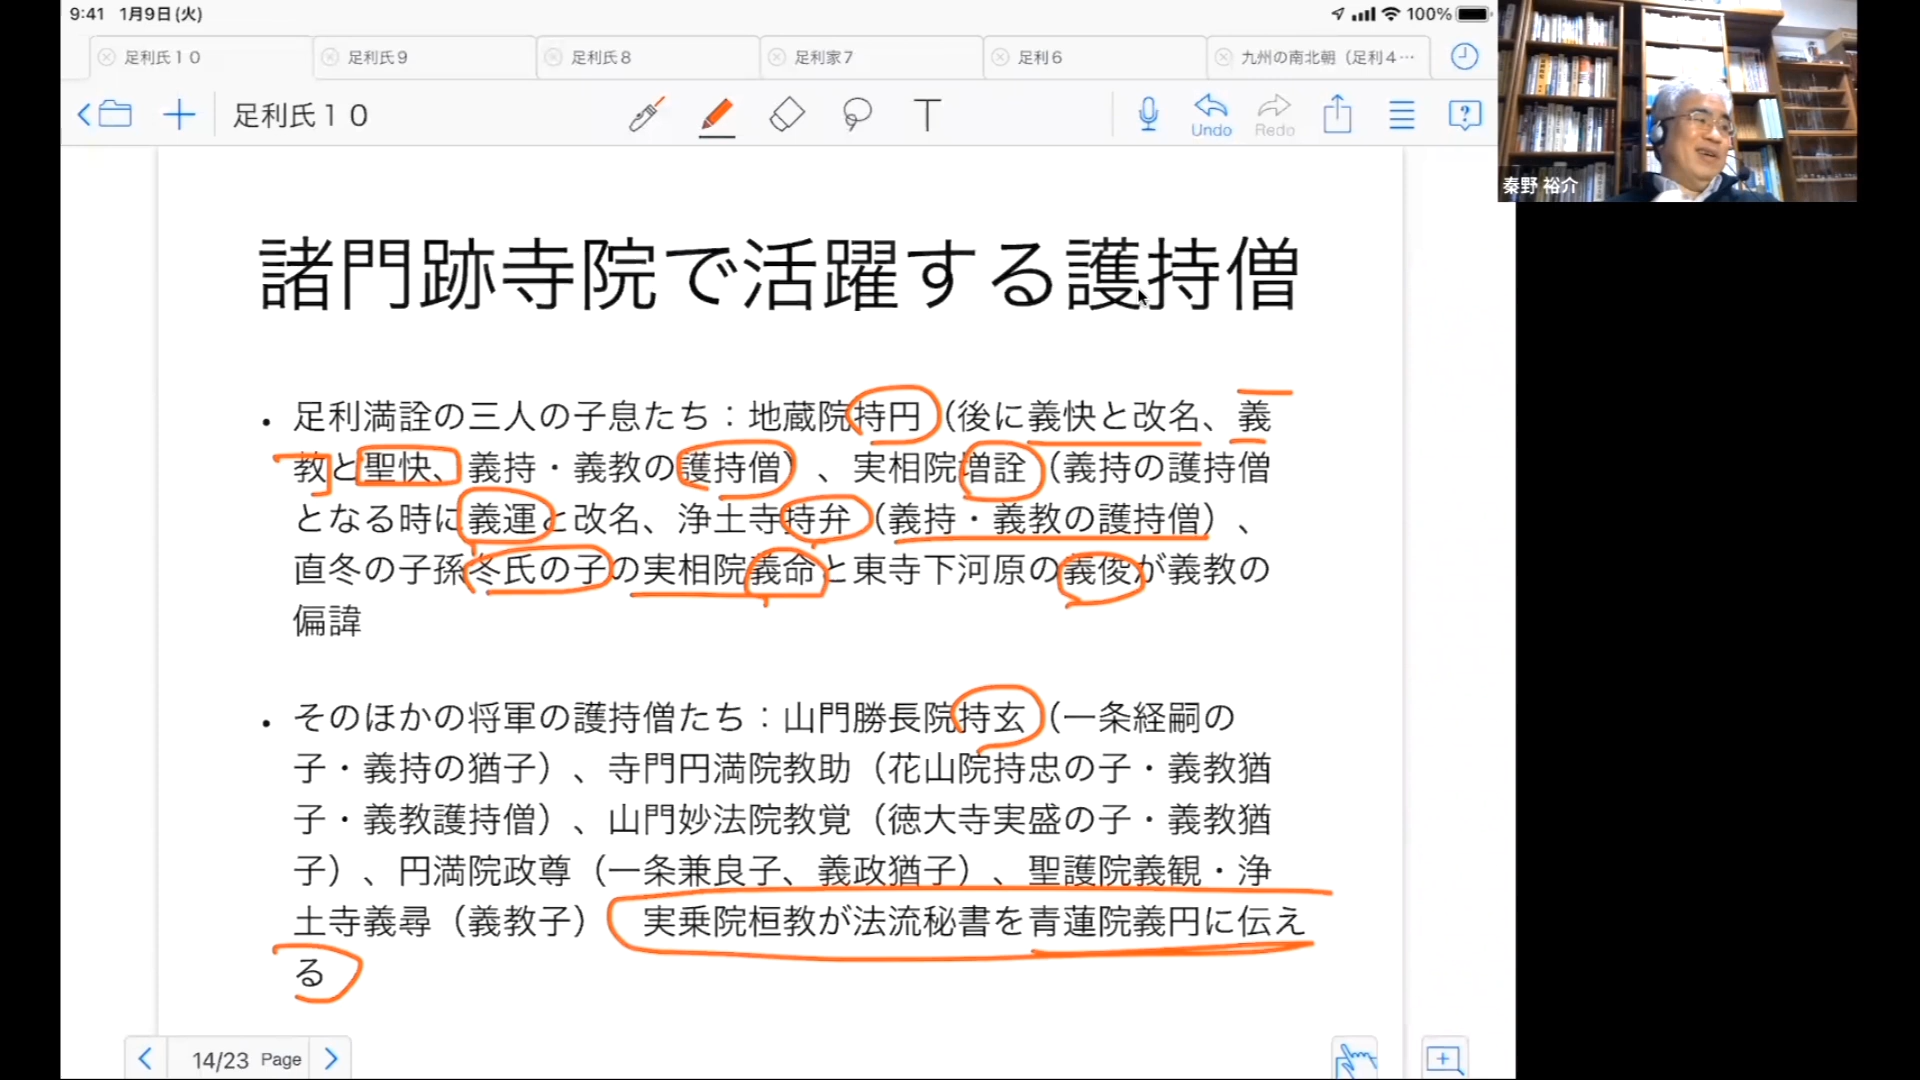 9:41 1月9日(火)
100%
足利氏１０
足利氏９
足利氏８
足利家７
足利６
九州の南北朝（足利４…
足利氏１０
T
Undo
Redo
?
秦野 裕介
諸門跡寺院で活躍する護持僧
• 足利満詮の三人の子息たち：地蔵院持円（後に義快と改名、義
教と聖快、義持・義教の護持僧）、実相院増詮（義持の護持僧
となる時に義運と改名、浄土寺持弁（義持・義教の護持僧）、
直冬の子孫冬氏の子の実相院義命と東寺下河原の義俊が義教の
偏諱
• そのほかの将軍の護持僧たち：山門勝長院持玄（一条経嗣の
子・義持の猶子）、寺門円満院教助（花山院持忠の子・義教猶
子・義教護持僧）、山門妙法院教覚（徳大寺実盛の子・義教猶
子）、円満院政尊（一条兼良子、義政猶子）、聖護院義観・浄
土寺義尋（義教子） 実乗院桓教が法流秘書を青蓮院義円に伝え
る
14/23 Page